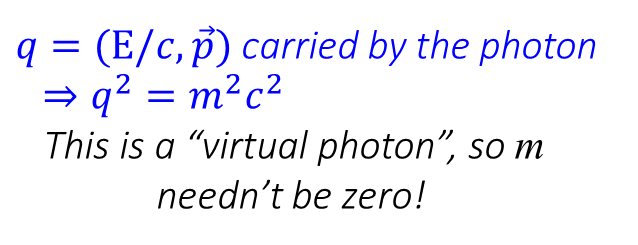 q = (E/c, p⃗) carried by the photon
⇒ q² = m²c²
This is a “virtual photon”, so m
needn’t be zero!